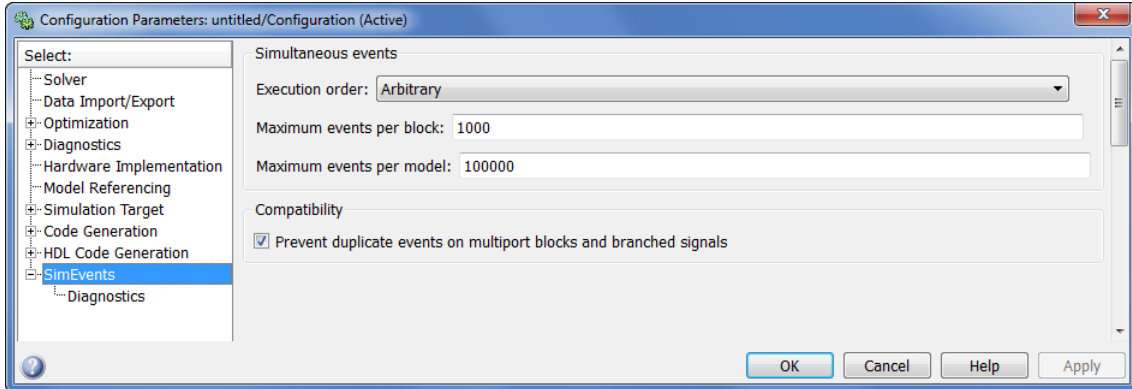 Configuration Parameters: untitled/Configuration (Active)
Select:
Solver
Data Import/Export
Optimization
Diagnostics
Hardware Implementation
Model Referencing
Simulation Target
Code Generation
HDL Code Generation
SimEvents
Diagnostics
Simultaneous events
Execution order: Arbitrary
Maximum events per block: 1000
Maximum events per model: 100000
Compatibility
Prevent duplicate events on multiport blocks and branched signals
OK Cancel Help Apply